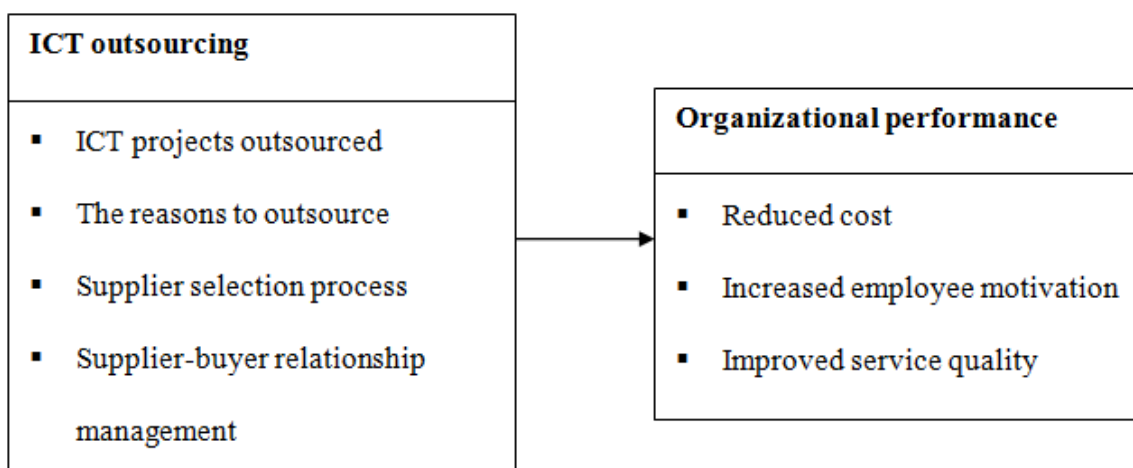 ICT outsourcing
▪ ICT projects outsourced
▪ The reasons to outsource
▪ Supplier selection process
▪ Supplier-buyer relationship
management
Organizational performance
▪ Reduced cost
▪ Increased employee motivation
▪ Improved service quality